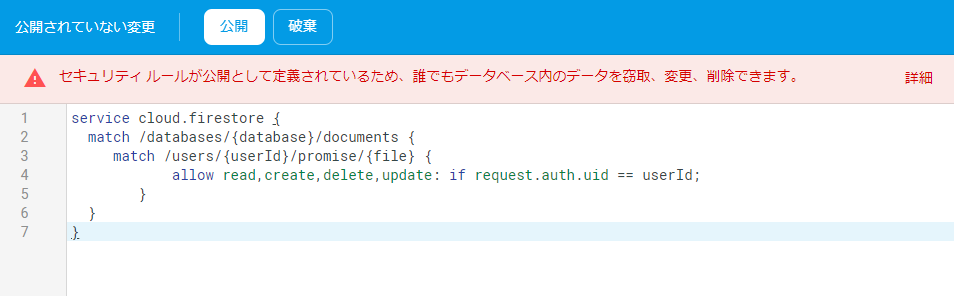 公開されていない変更 公開 破棄
セキュリティ ルールが公開として定義されているため、誰でもデータベース内のデータを窃取、変更、削除できます。 詳細
1 service cloud.firestore {
2 match /databases/{database}/documents {
3 match /users/{userId}/promise/{file} {
4 allow read,create,delete,update: if request.auth.uid == userId;
5 }
6 }
7 }